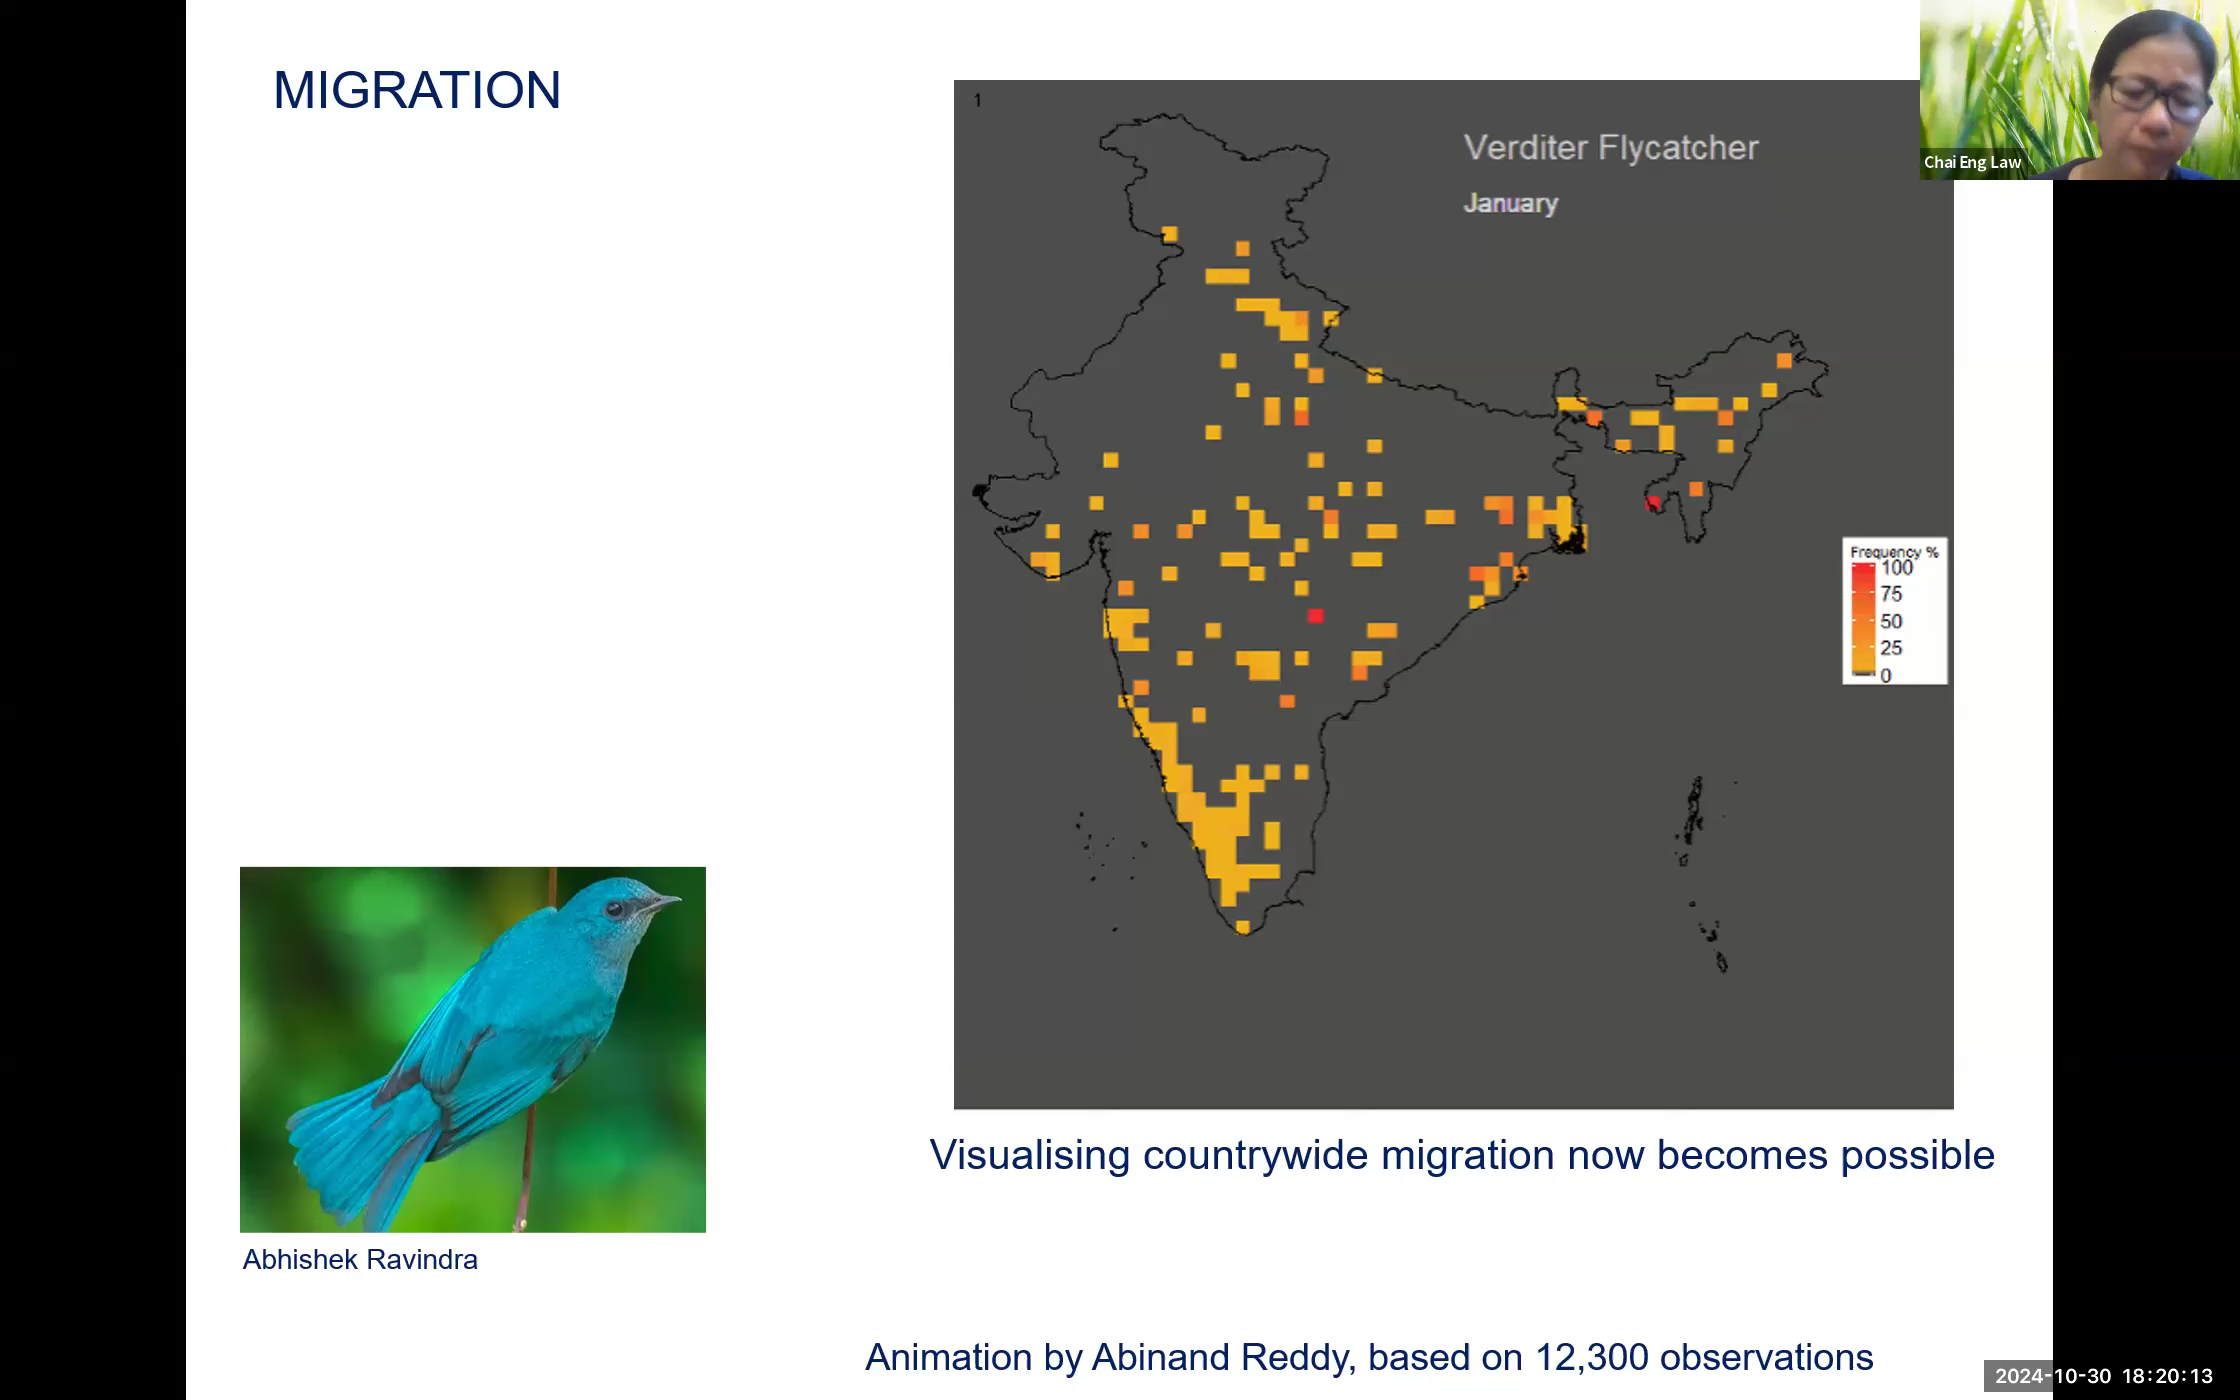 MIGRATION
1
Verditer Flycatcher
January
Chai Eng Law
Frequency %
100
75
50
25
0
Visualising countrywide migration now becomes possible
Abhishek Ravindra
Animation by Abinand Reddy, based on 12,300 observations
2024-10-30 18:20:13